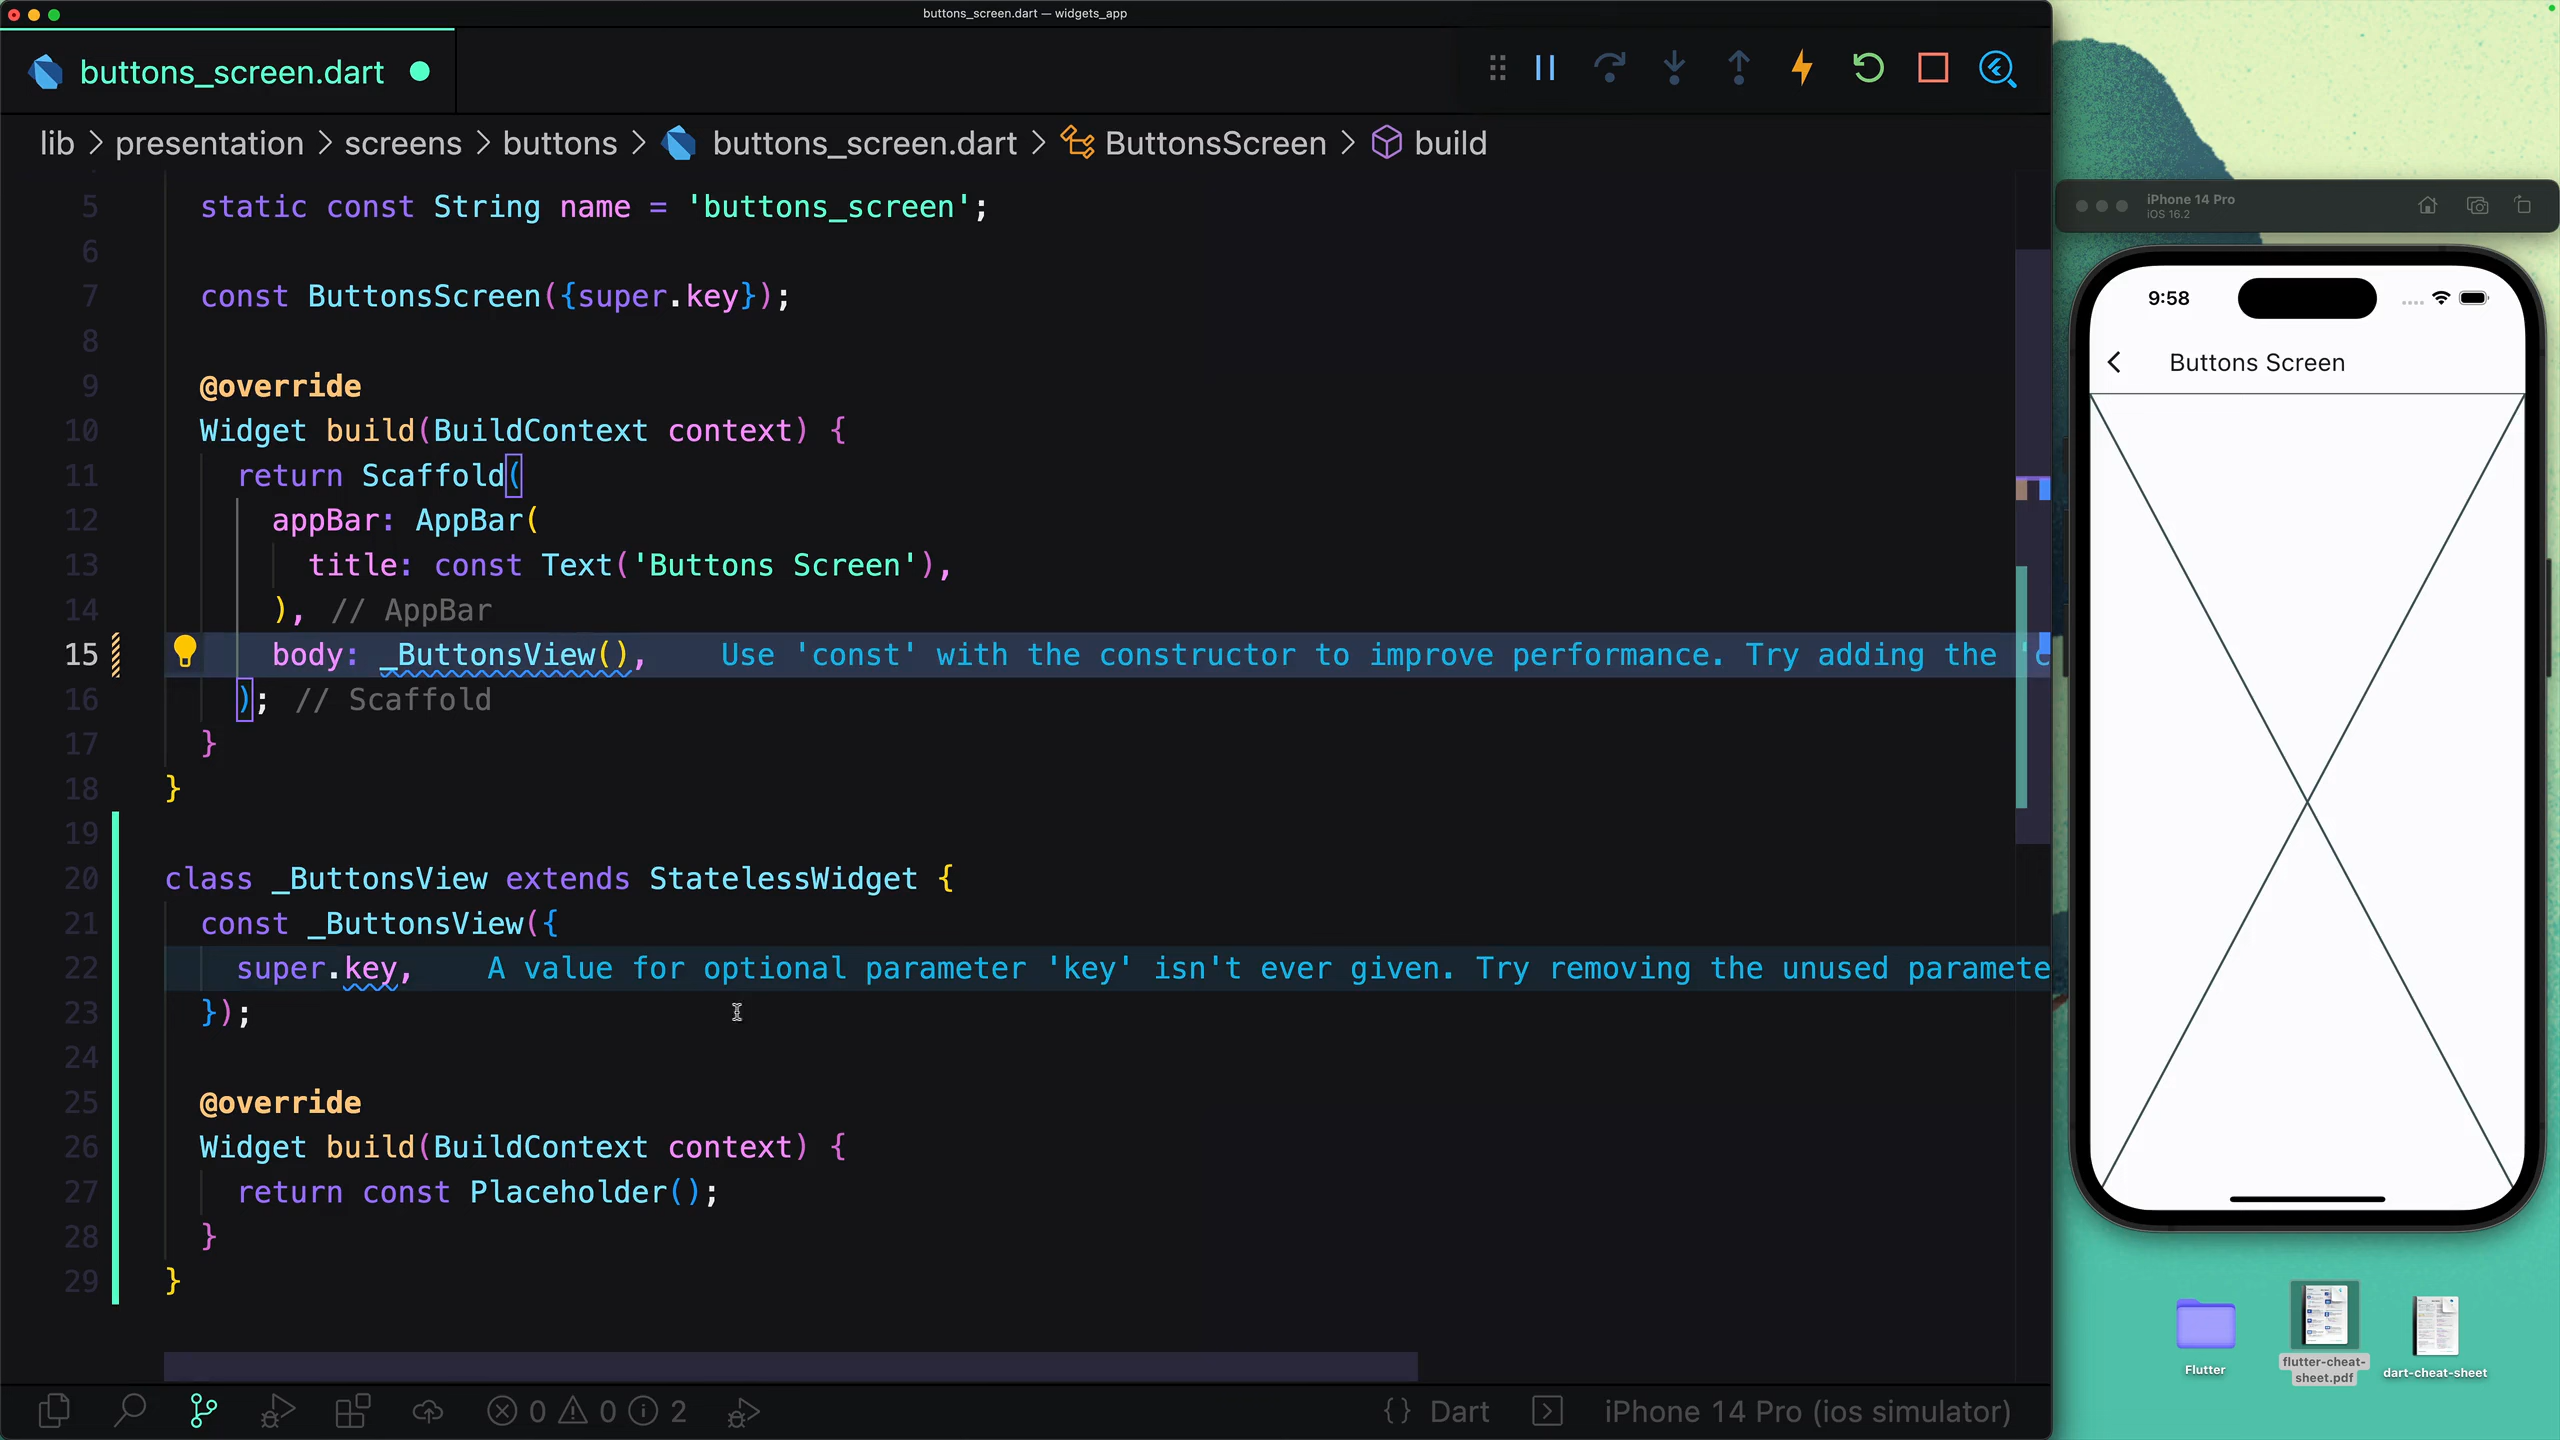 buttons_screen.dart — widgets_app
buttons_screen.dart
lib > presentation > screens > buttons > buttons_screen.dart > ButtonsScreen > build
5 static const String name = 'buttons_screen';
6
7 const ButtonsScreen({super.key});
8
9 @override
10 Widget build(BuildContext context) {
11 return Scaffold(
12 appBar: AppBar(
13 title: const Text('Buttons Screen'),
14 ), // AppBar
15 body: _ButtonsView(), Use 'const' with the constructor to improve performance. Try adding the 'c
16 ); // Scaffold
17 }
18 }
19
20 class _ButtonsView extends StatelessWidget {
21 const _ButtonsView({
22 super.key, A value for optional parameter 'key' isn't ever given. Try removing the unused paramete
23 });
24
25 @override
26 Widget build(BuildContext context) {
27 return const Placeholder();
28 }
29 }
0 0 2
{} Dart
iPhone 14 Pro (ios simulator)
iPhone 14 Pro
iOS 16.2
9:58
Buttons Screen
Flutter
flutter-cheat-
sheet.pdf
dart-cheat-sheet